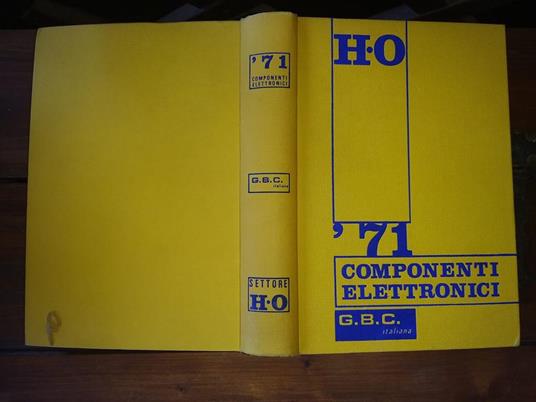 '71
COMPONENTI
ELETTRONICI
G.B.C.
italiana
SETTORE
H·O
H·O
'71
COMPONENTI
ELETTRONICI
G.B.C.
italiana